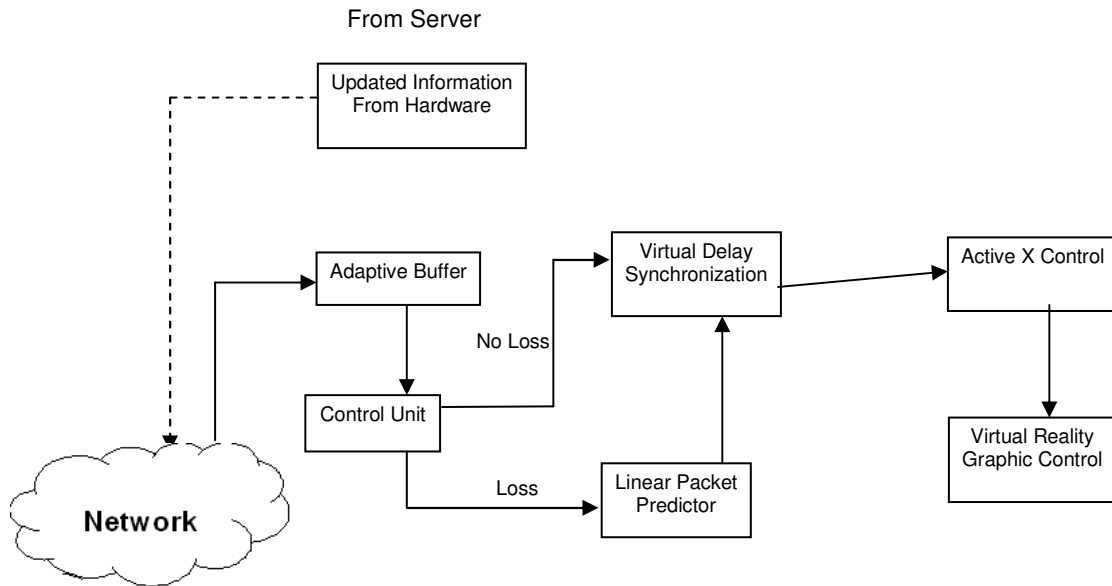 From Server
Updated Information
From Hardware
Adaptive Buffer
Virtual Delay
Synchronization
Active X Control
No Loss
Control Unit
Virtual Reality
Graphic Control
Loss
Linear Packet
Predictor
Network